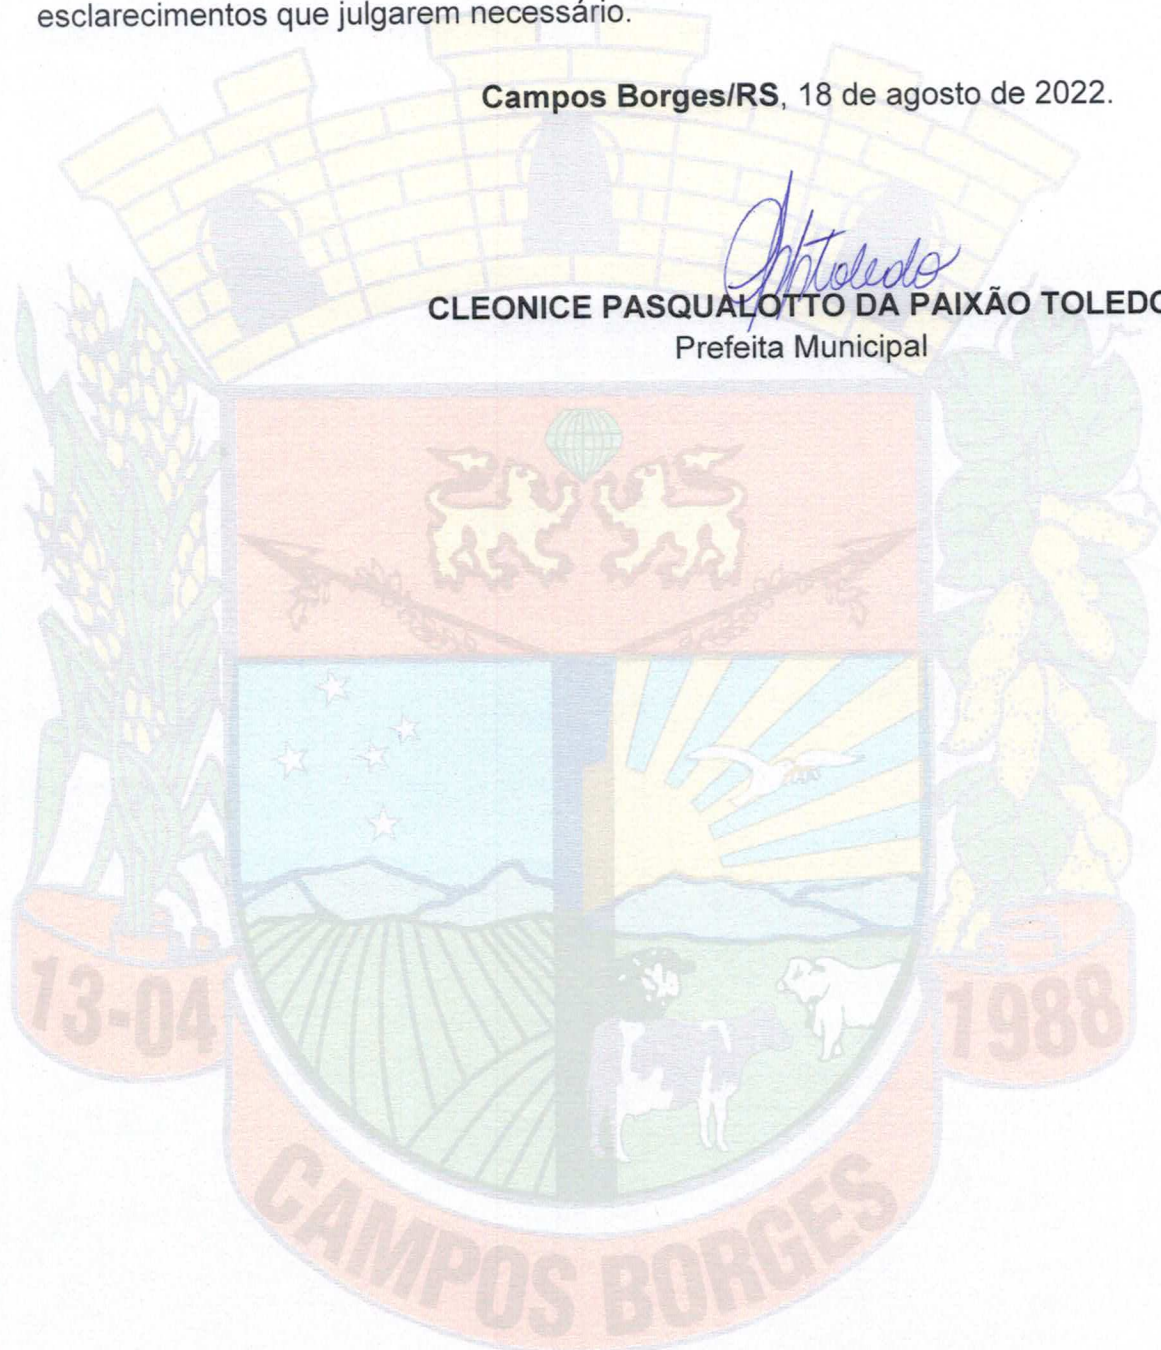 esclarecimentos que julgarem necessário.
Campos Borges/RS, 18 de agosto de 2022.
Toledo
CLEONICE PASQUALOTTO DA PAIXÃO TOLEDO
Prefeita Municipal
13-04
1988
CAMPOS BORGES